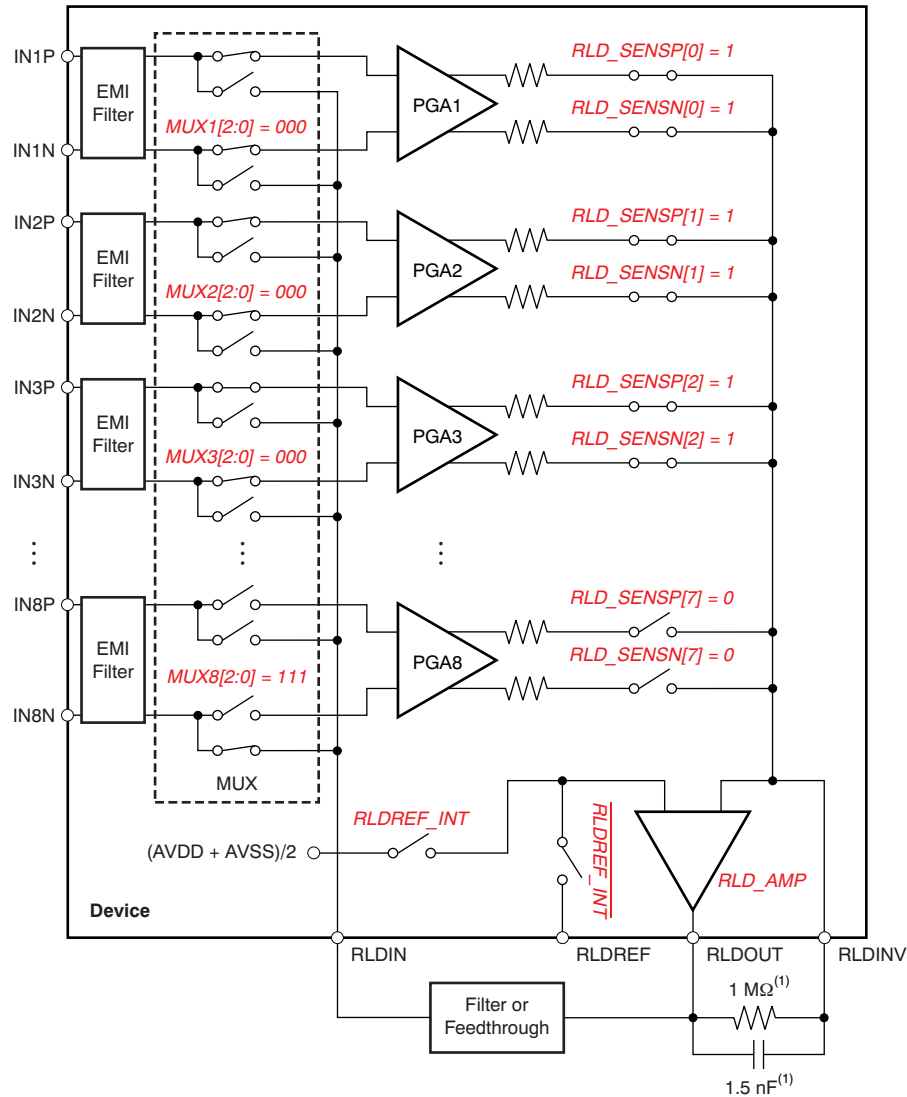 IN1P
EMI
Filter
IN1N
MUX1[2:0] = 000
PGA1
RLD_SENSP[0] = 1
RLD_SENSN[0] = 1
IN2P
EMI
Filter
IN2N
MUX2[2:0] = 000
PGA2
RLD_SENSP[1] = 1
RLD_SENSN[1] = 1
IN3P
EMI
Filter
IN3N
MUX3[2:0] = 000
PGA3
RLD_SENSP[2] = 1
RLD_SENSN[2] = 1
IN8P
EMI
Filter
IN8N
MUX8[2:0] = 111
PGA8
RLD_SENSP[7] = 0
RLD_SENSN[7] = 0
MUX
(AVDD + AVSS)/2
RLDREF_INT
RLDREF_INT
RLD_AMP
Device
RLDIN
RLDREF
RLDOUT
RLDINV
Filter or
Feedthrough
1 MΩ(1)
1.5 nF(1)